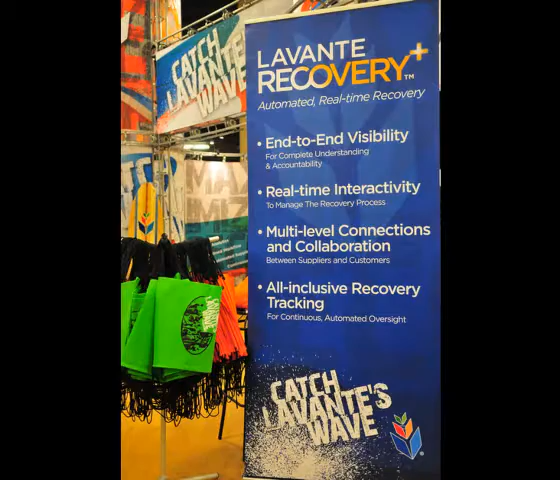 CATCH
LAVANTE'S
WAVE
LAVANTE
RECOVERY+™
Automated, Real-time Recovery
• End-to-End Visibility
For Complete Understanding
& Accountability
• Real-time Interactivity
To Manage The Recovery Process
• Multi-level Connections
and Collaboration
Between Suppliers and Customers
• All-inclusive Recovery
Tracking
For Continuous, Automated Oversight
CATCH
LAVANTE'S
WAVE
®
MAX
IMIZ